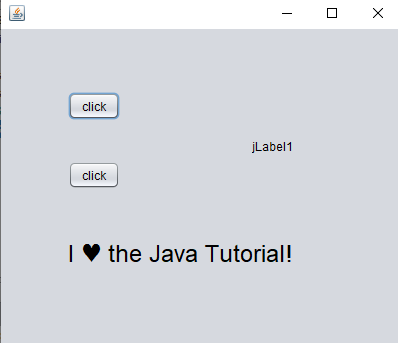 click
jLabel1
click
I ♥ the Java Tutorial!